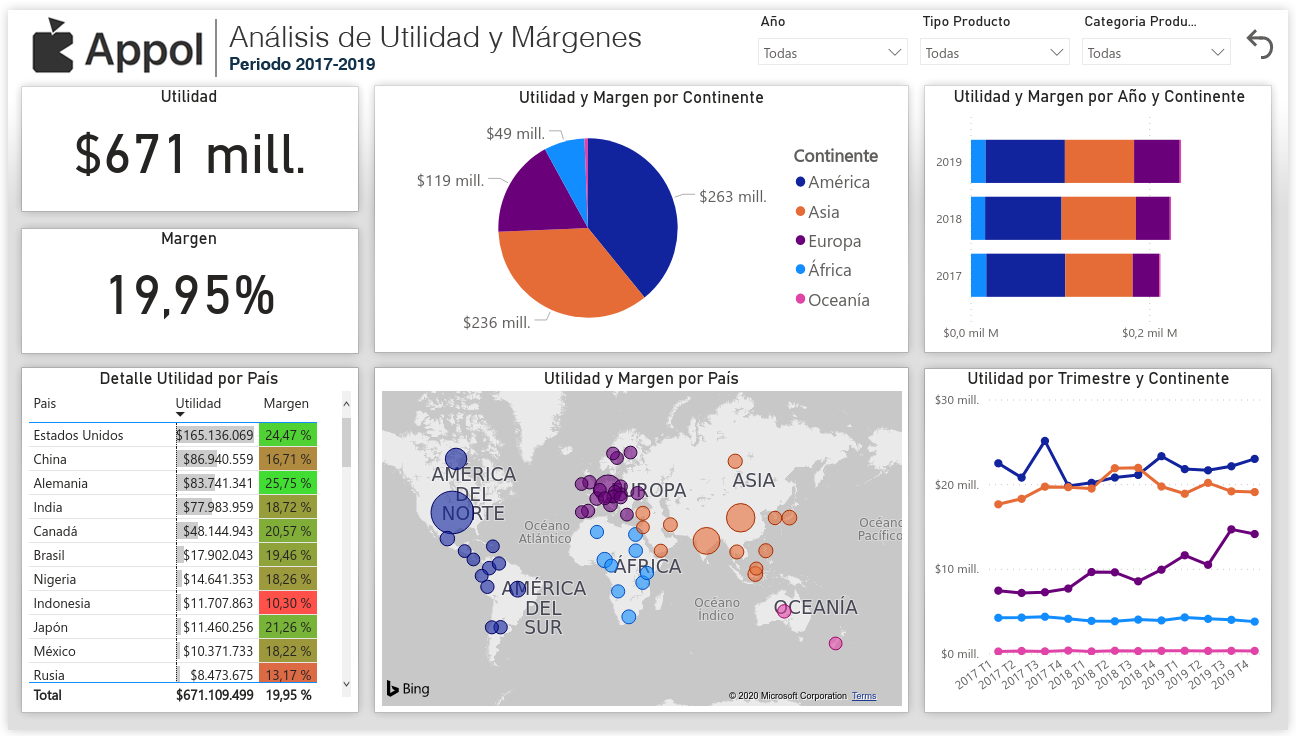 Appol
Análisis de Utilidad y Márgenes
Periodo 2017-2019
Año
Todas
Tipo Producto
Todas
Categoria Produ...
Todas
Utilidad
$671 mill.
Margen
19,95%
Utilidad y Margen por Continente
$49 mill.
$119 mill.
$263 mill.
$236 mill.
Continente
América
Asia
Europa
África
Oceanía
Utilidad y Margen por Año y Continente
2019
2018
2017
$0,0 mil M $0,2 mil M
Detalle Utilidad por País
Pais Utilidad Margen
Estados Unidos $165.136.069 24,47 %
China $86.940.559 16,71 %
Alemania $83.741.341 25,75 %
India $77.983.959 18,72 %
Canadá $48.144.943 20,57 %
Brasil $17.902.043 19,46 %
Nigeria $14.641.353 18,26 %
Indonesia $11.707.863 10,30 %
Japón $11.460.256 21,26 %
México $10.371.733 18,22 %
Rusia $8.473.675 13,17 %
Total $671.109.499 19,95 %
Utilidad y Margen por País
AMÉRICA
DEL
NORTE
UROPA
ASIA
Océano
Atlántico
Océano
Pacífico
ÁFRICA
AMÉRICA
DEL
SUR
Océano
Índico
OCEANÍA
Bing
© 2020 Microsoft Corporation Terms
Utilidad por Trimestre y Continente
$30 mill.
$20 mill.
$10 mill.
$0 mill.
2017 T1
2017 T2
2017 T3
2017 T4
2018 T1
2018 T2
2018 T3
2018 T4
2019 T1
2019 T2
2019 T3
2019 T4